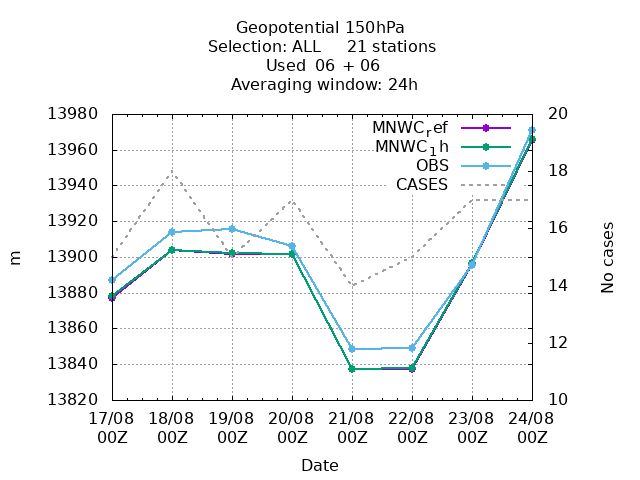 Geopotential 150hPa
Selection: ALL 21 stations
Used 06 + 06
Averaging window: 24h
13980
13960
13940
13920
13900
13880
13860
13840
13820
20
18
16
14
12
10
MNWCref
MNWC1h
OBS
CASES
m
No cases
17/08 18/08 19/08 20/08 21/08 22/08 23/08 24/08
00Z 00Z 00Z 00Z 00Z 00Z 00Z 00Z
Date